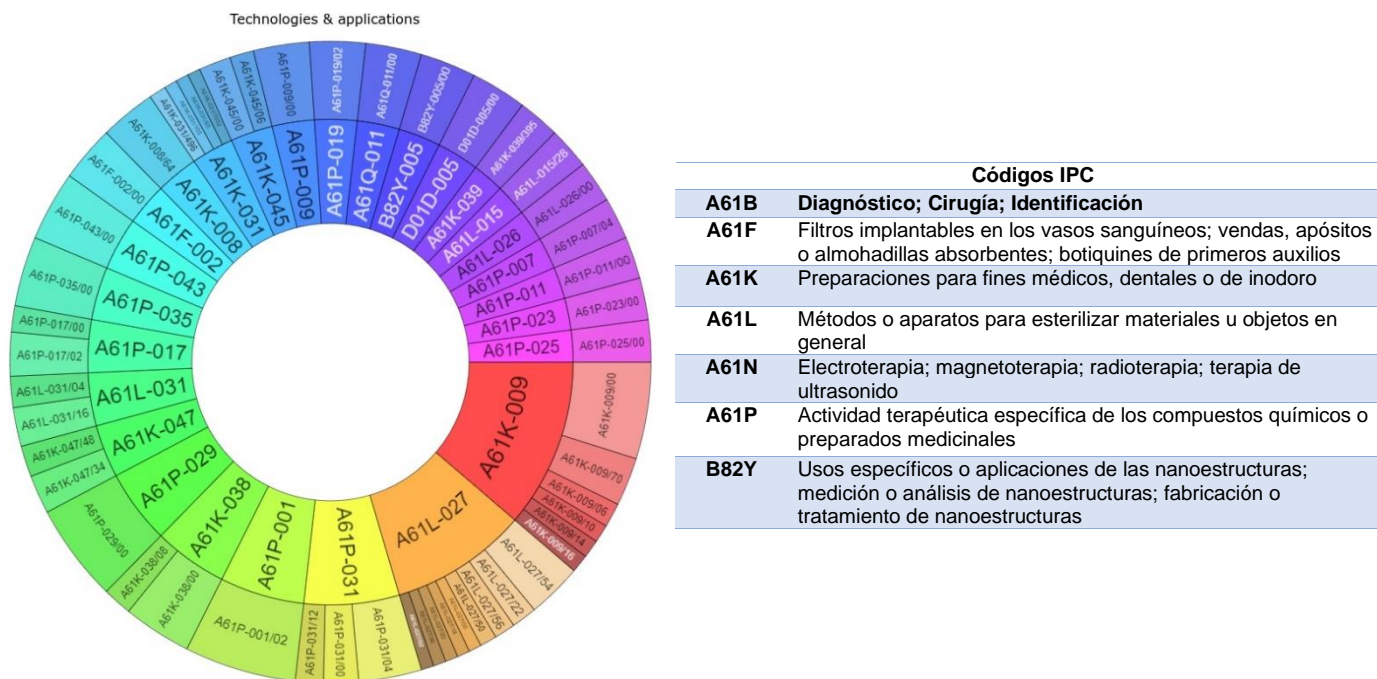 Technologies & applications
A61K-009
A61L-027
A61P-031
A61P-001
A61K-038
A61P-029
A61K-047
A61L-031
A61P-017
A61P-035
A61P-043
A61F-002
A61K-008
A61K-031
A61K-045
A61P-009
A61P-019
A61Q-011
B82Y-005
D01D-005
A61K-039
A61L-015
A61L-026
A61P-007
A61P-011
A61P-023
A61P-025
A61K-009/00
A61K-009/70
A61K-009/06
A61K-009/10
A61K-009/14
A61K-009/16
A61L-027/54
A61L-027/22
A61L-027/56
A61L-027/50
A61P-031/04
A61P-031/00
A61P-031/12
A61P-001/02
A61K-038/00
A61K-038/08
A61P-029/00
A61K-047/34
A61K-047/48
A61L-031/16
A61L-031/04
A61P-017/02
A61P-017/00
A61P-035/00
A61P-043/00
A61F-002/00
A61K-008/64
A61K-031/496
A61K-045/00
A61K-045/06
A61P-009/00
A61P-019/02
A61Q-011/00
B82Y-005/00
D01D-005/00
A61K-039/395
A61L-015/28
A61L-026/00
A61P-007/04
A61P-011/00
A61P-023/00
A61P-025/00
Códigos IPC
A61B Diagnóstico; Cirugía; Identificación
A61F Filtros implantables en los vasos sanguíneos; vendas, apósitos
o almohadillas absorbentes; botiquines de primeros auxilios
A61K Preparaciones para fines médicos, dentales o de inodoro
A61L Métodos o aparatos para esterilizar materiales u objetos en
general
A61N Electroterapia; magnetoterapia; radioterapia; terapia de
ultrasonido
A61P Actividad terapéutica específica de los compuestos químicos o
preparados medicinales
B82Y Usos específicos o aplicaciones de las nanoestructuras;
medición o análisis de nanoestructuras; fabricación o
tratamiento de nanoestructuras